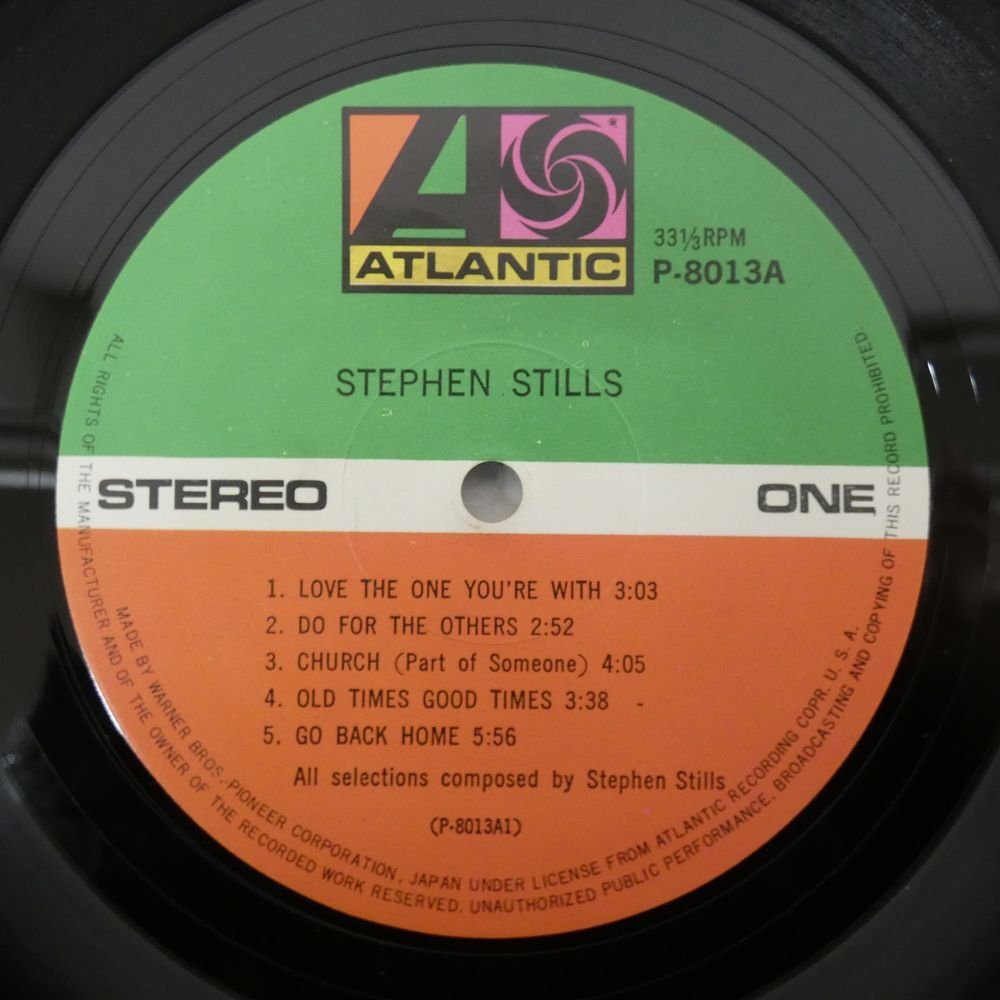 ATLANTIC
®
33⅓RPM
P-8013A
STEPHEN STILLS
STEREO
ONE
1. LOVE THE ONE YOU'RE WITH 3:03
2. DO FOR THE OTHERS 2:52
3. CHURCH (Part of Someone) 4:05
4. OLD TIMES GOOD TIMES 3:38
5. GO BACK HOME 5:56
All selections composed by Stephen Stills
(P-8013A1)
MADE BY WARNER BROS.-PIONEER CORPORATION, JAPAN UNDER LICENSE FROM ATLANTIC RECORDING COPR. U. S. A.
ALL RIGHTS OF THE MANUFACTURER AND OF THE OWNER OF THE RECORDED WORK RESERVED. UNAUTHORIZED PUBLIC PERFORMANCE, BROADCASTING AND COPYING OF THIS RECORD PROHIBITED.